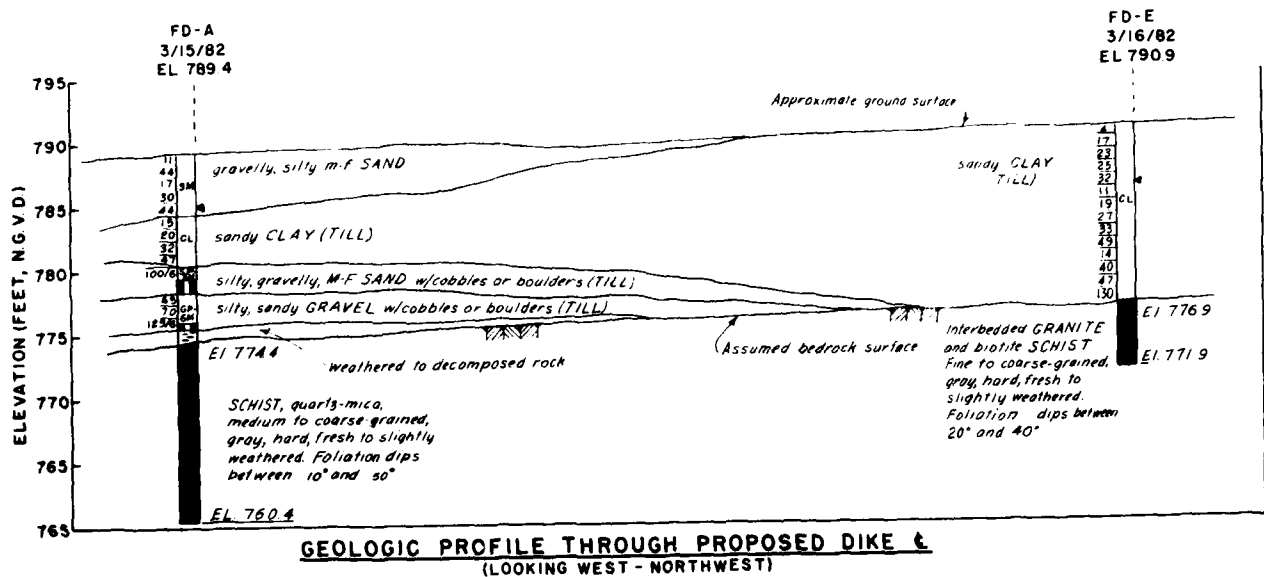 FD-A
3/15/82
EL 789.4
FD-E
3/16/82
EL 790.9
ELEVATION (FEET, N.G.V.D.)
795
790
785
780
775
770
765
765
Approximate ground surface
11
44
17
30
44
15
20
32
47
100/6
70
SM
CL
GP
GM
gravelly, silty m-f SAND
sandy CLAY (TILL)
silty, gravelly, M-F SAND w/cobbles or boulders (TILL)
silty, sandy GRAVEL w/cobbles or boulders (TILL)
El 774.4
weathered to decomposed rock
Assumed bedrock surface
SCHIST, quartz-mica,
medium to coarse-grained,
gray, hard, fresh to slightly
weathered. Foliation dips
between 10° and 50°
EL. 760.4
sandy CLAY
TILL)
4
17
23
25
32
11
19
27
33
49
14
40
47
130
CL
El 776.9
El. 771.9
Interbedded GRANITE
and biotite SCHIST
Fine to coarse-grained,
gray, hard, fresh to
slightly weathered.
Foliation dips between
20° and 40°
GEOLOGIC PROFILE THROUGH PROPOSED DIKE ℄
(LOOKING WEST - NORTHWEST)